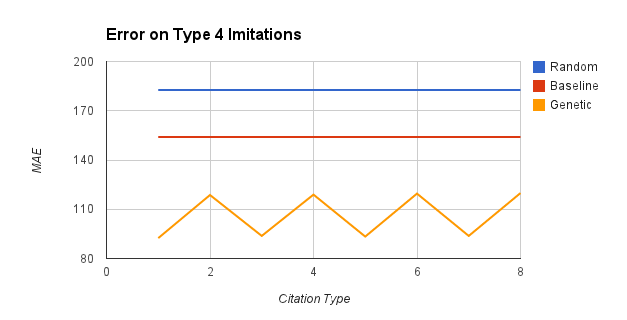 Error on Type 4 Imitations
200
170
140
110
80
0
2
4
6
8
MAE
Citation Type
Random
Baseline
Genetic